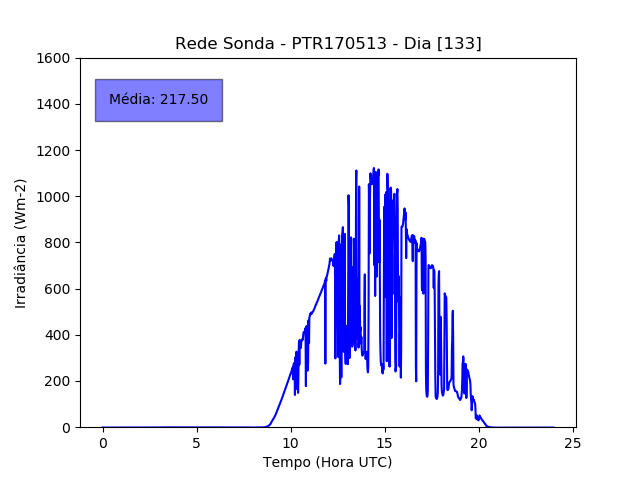 Rede Sonda - PTR170513 - Dia [133]
1600
1400
1200
1000
800
600
400
200
0
Média: 217.50
Irradiância (Wm-2)
0 5 10 15 20 25
Tempo (Hora UTC)